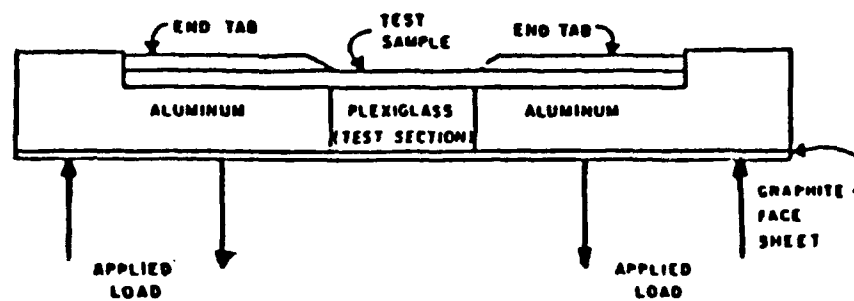 END TAB
TEST
SAMPLE
END TAB
ALUMINUM
PLEXIGLASS
(TEST SECTION)
ALUMINUM
GRAPHITE
FACE
SHEET
APPLIED
LOAD
APPLIED
LOAD